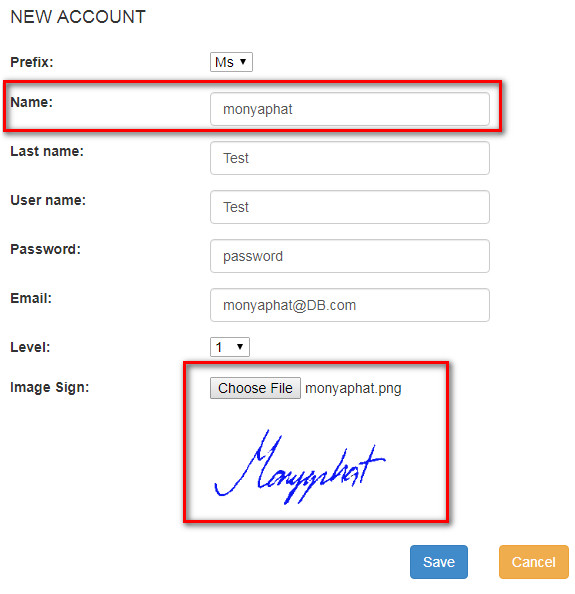 NEW ACCOUNT
Prefix: Ms
Name: monyaphat
Last name: Test
User name: Test
Password: password
Email: monyaphat@DB.com
Level: 1
Image Sign: Choose File monyaphat.png
Monyphat
Save Cancel